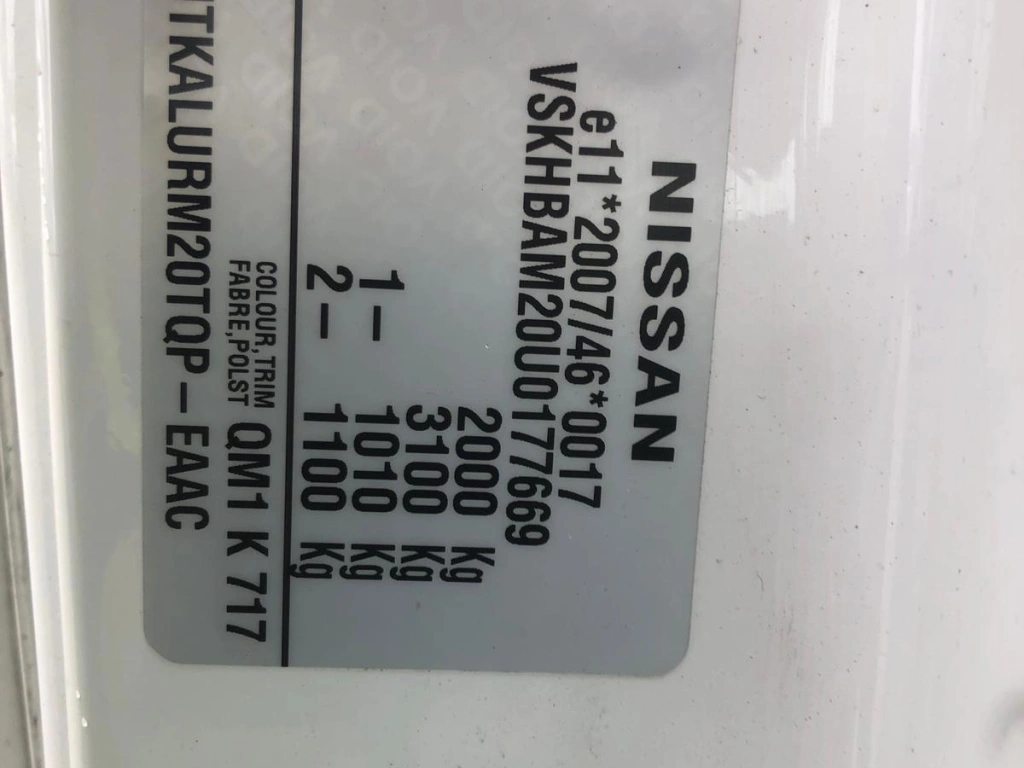 NISSAN
e11*2007/46*0017
VSKHBAM20U0177669
2000 Kg
3100 Kg
1– 1010 Kg
2– 1100 Kg
COLOUR,TRIM
FABRE,POLST QM1 K 717
TKALURM20TQP–EAAC